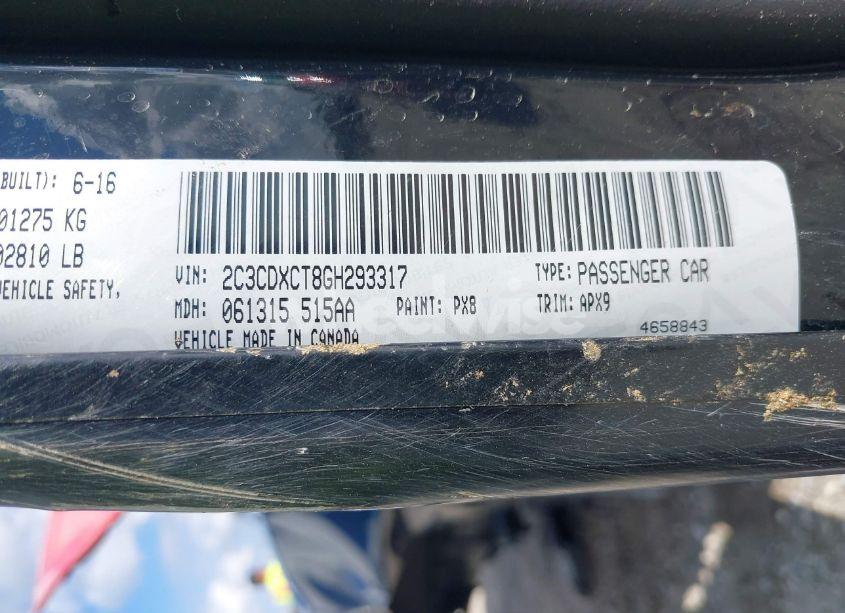 BUILT): 6-16
01275 KG
02810 LB
VEHICLE SAFETY,
VIN: 2C3CDXCT8GH293317 TYPE: PASSENGER CAR
MDH: 061315 515AA PAINT: PX8 TRIM: APX9
VEHICLE MADE IN CANADA 4658843